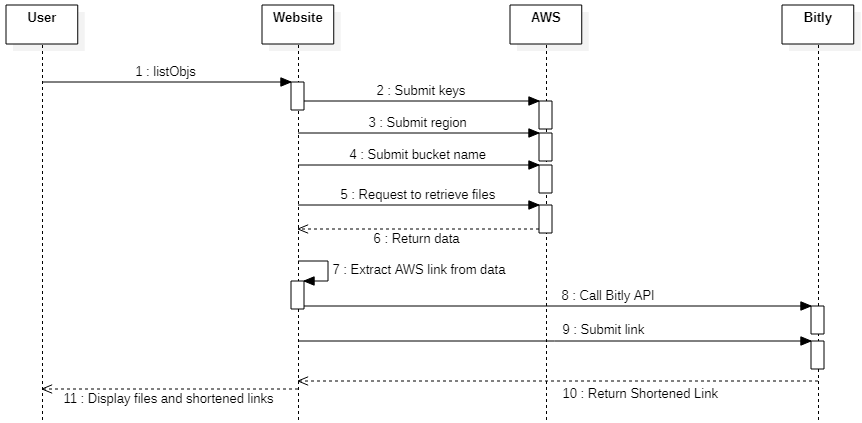 User
Website
AWS
Bitly
1 : listObjs
2 : Submit keys
3 : Submit region
4 : Submit bucket name
5 : Request to retrieve files
6 : Return data
7 : Extract AWS link from data
8 : Call Bitly API
9 : Submit link
10 : Return Shortened Link
11 : Display files and shortened links